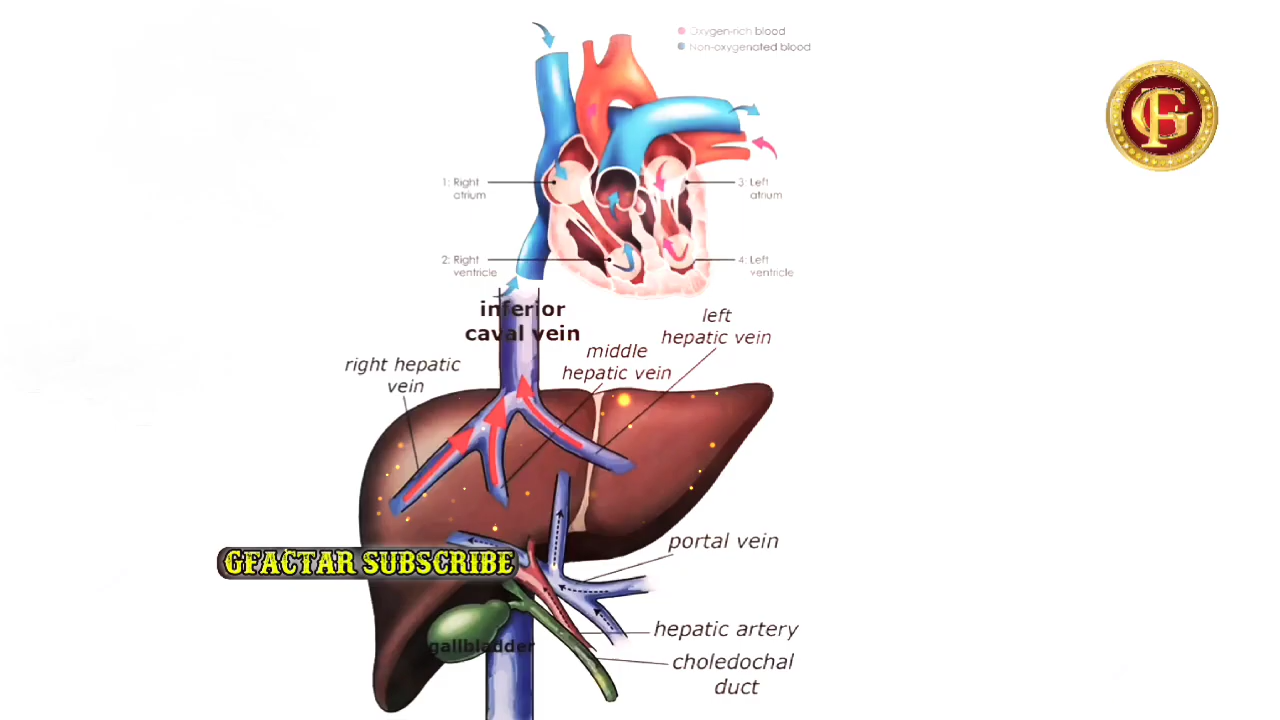 Oxygen-rich blood
Non-oxygenated blood
GF
1: Right
atrium
3: Left
atrium
2: Right
ventricle
4: Left
ventricle
inferior
caval vein
left
hepatic vein
middle
hepatic vein
right hepatic
vein
portal vein
GFACTAR SUBSCRIBE
hepatic artery
gallbladder
choledochal
duct